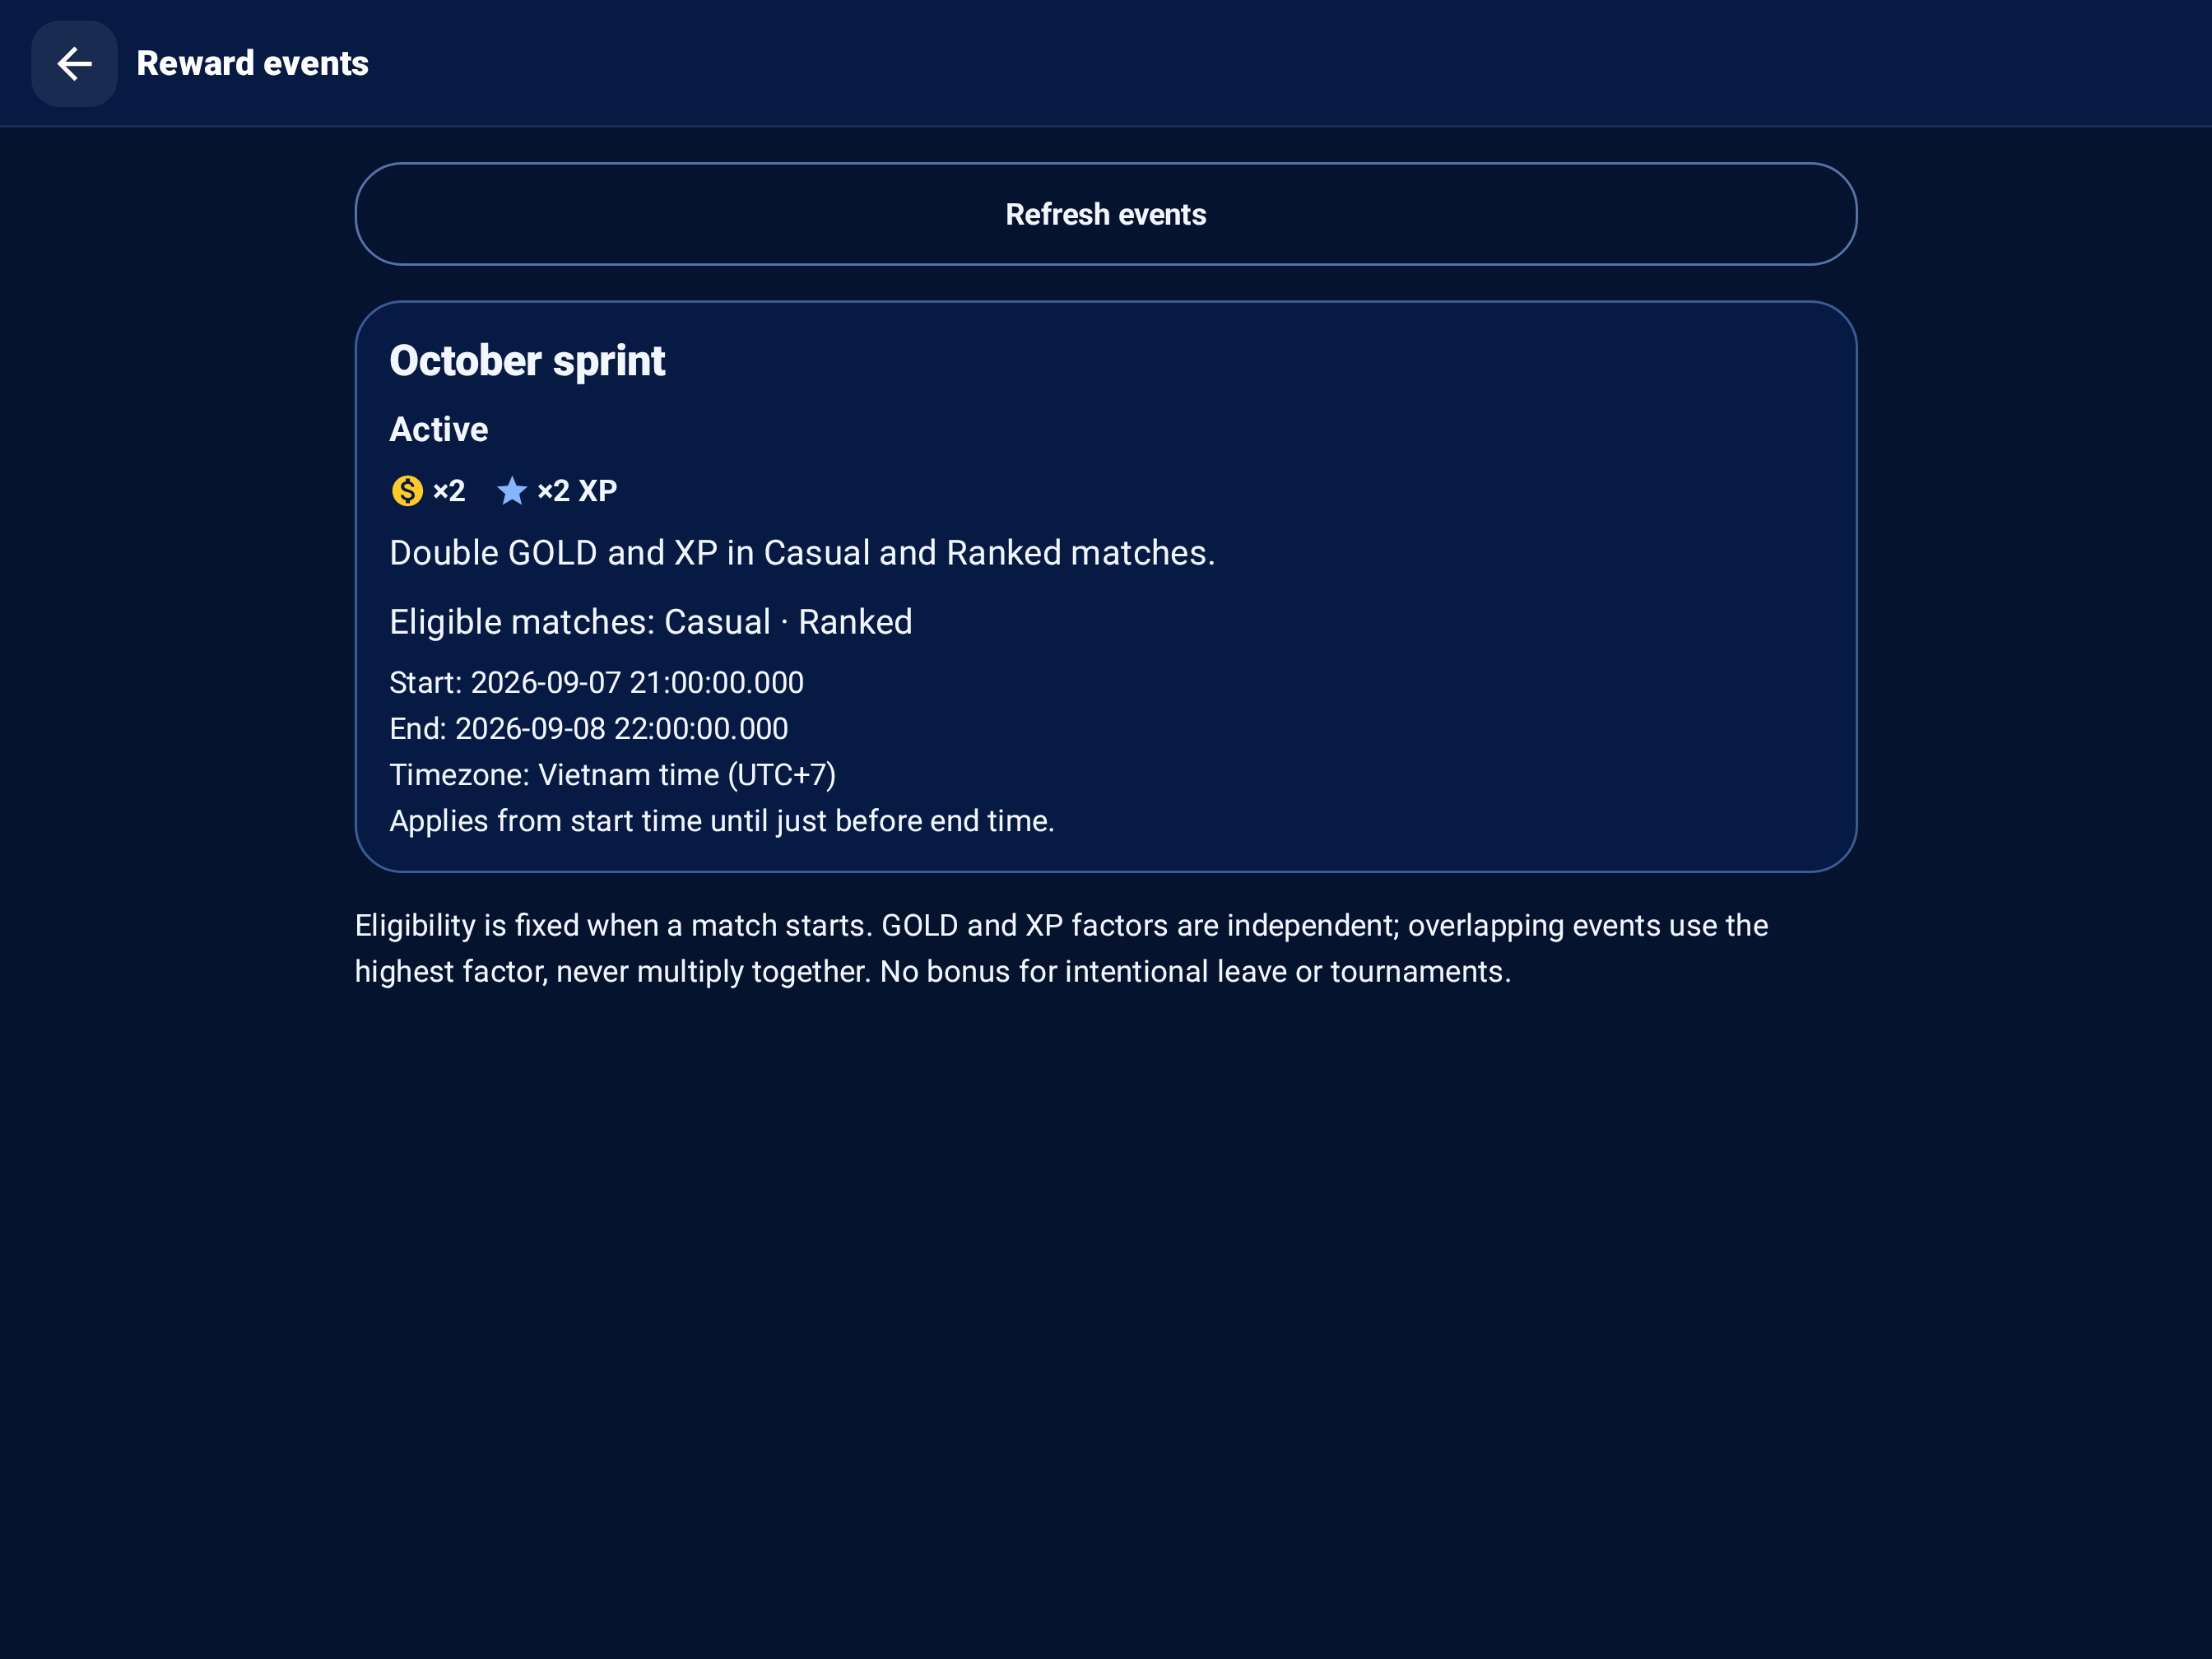 Reward events
Refresh events
October sprint
Active
×2 ×2 XP
Double GOLD and XP in Casual and Ranked matches.
Eligible matches: Casual · Ranked
Start: 2026-09-07 21:00:00.000
End: 2026-09-08 22:00:00.000
Timezone: Vietnam time (UTC+7)
Applies from start time until just before end time.
Eligibility is fixed when a match starts. GOLD and XP factors are independent; overlapping events use the
highest factor, never multiply together. No bonus for intentional leave or tournaments.